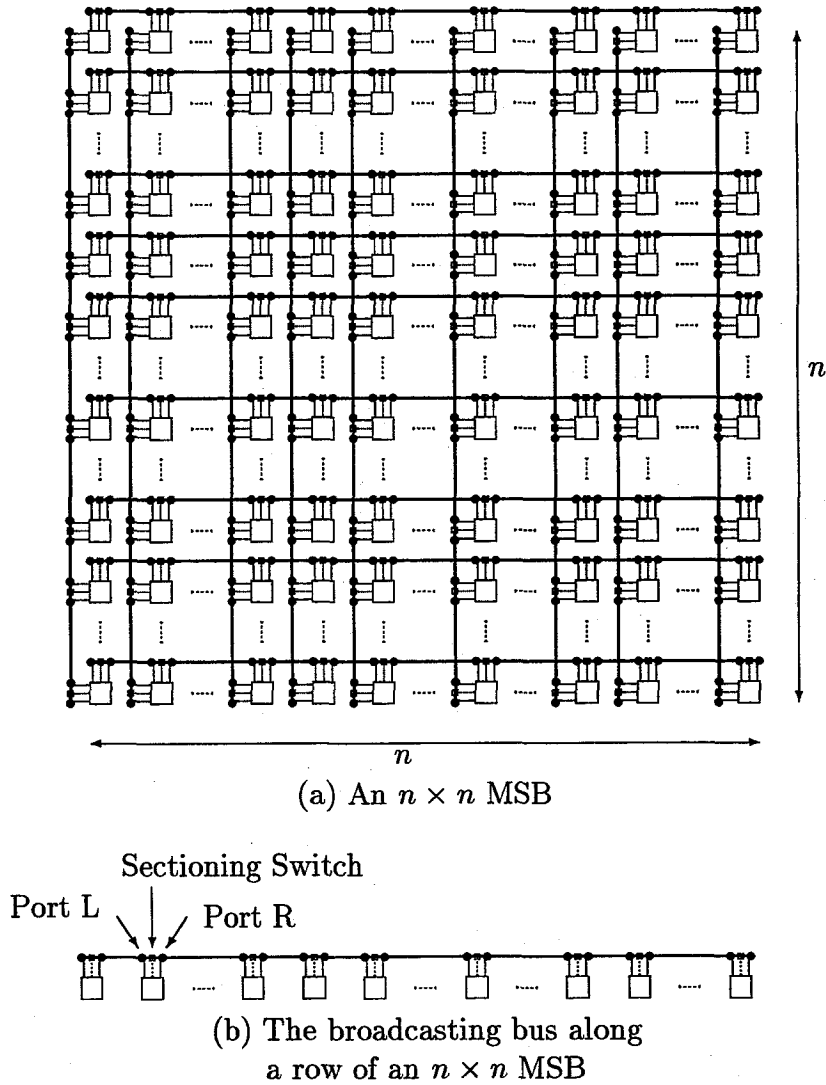 n
n
(a) An n × n MSB
Sectioning Switch
Port L
Port R
(b) The broadcasting bus along
a row of an n × n MSB